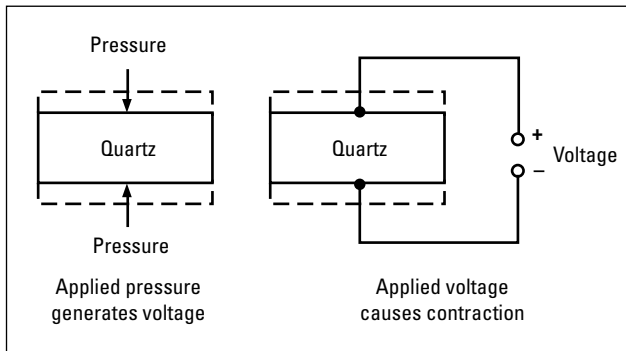 Pressure
Quartz
Pressure
Applied pressure
generates voltage
Quartz
+
– Voltage
Applied voltage
causes contraction